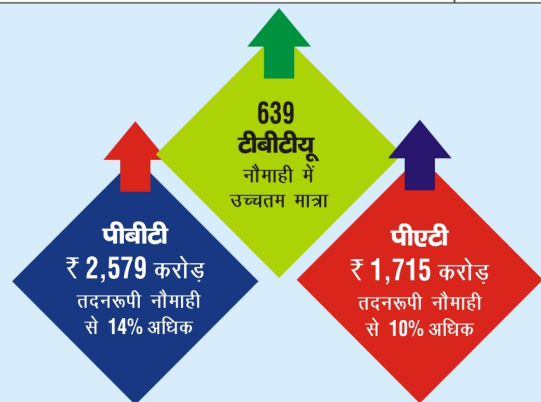 639
टीबीटीयू
नौमाही में
उच्चतम मात्रा
पीबीटी
₹ 2,579 करोड़
तदनरूपी नौमाही
से 14% अधिक
पीएटी
₹ 1,715 करोड़
तदनरूपी नौमाही
से 10% अधिक